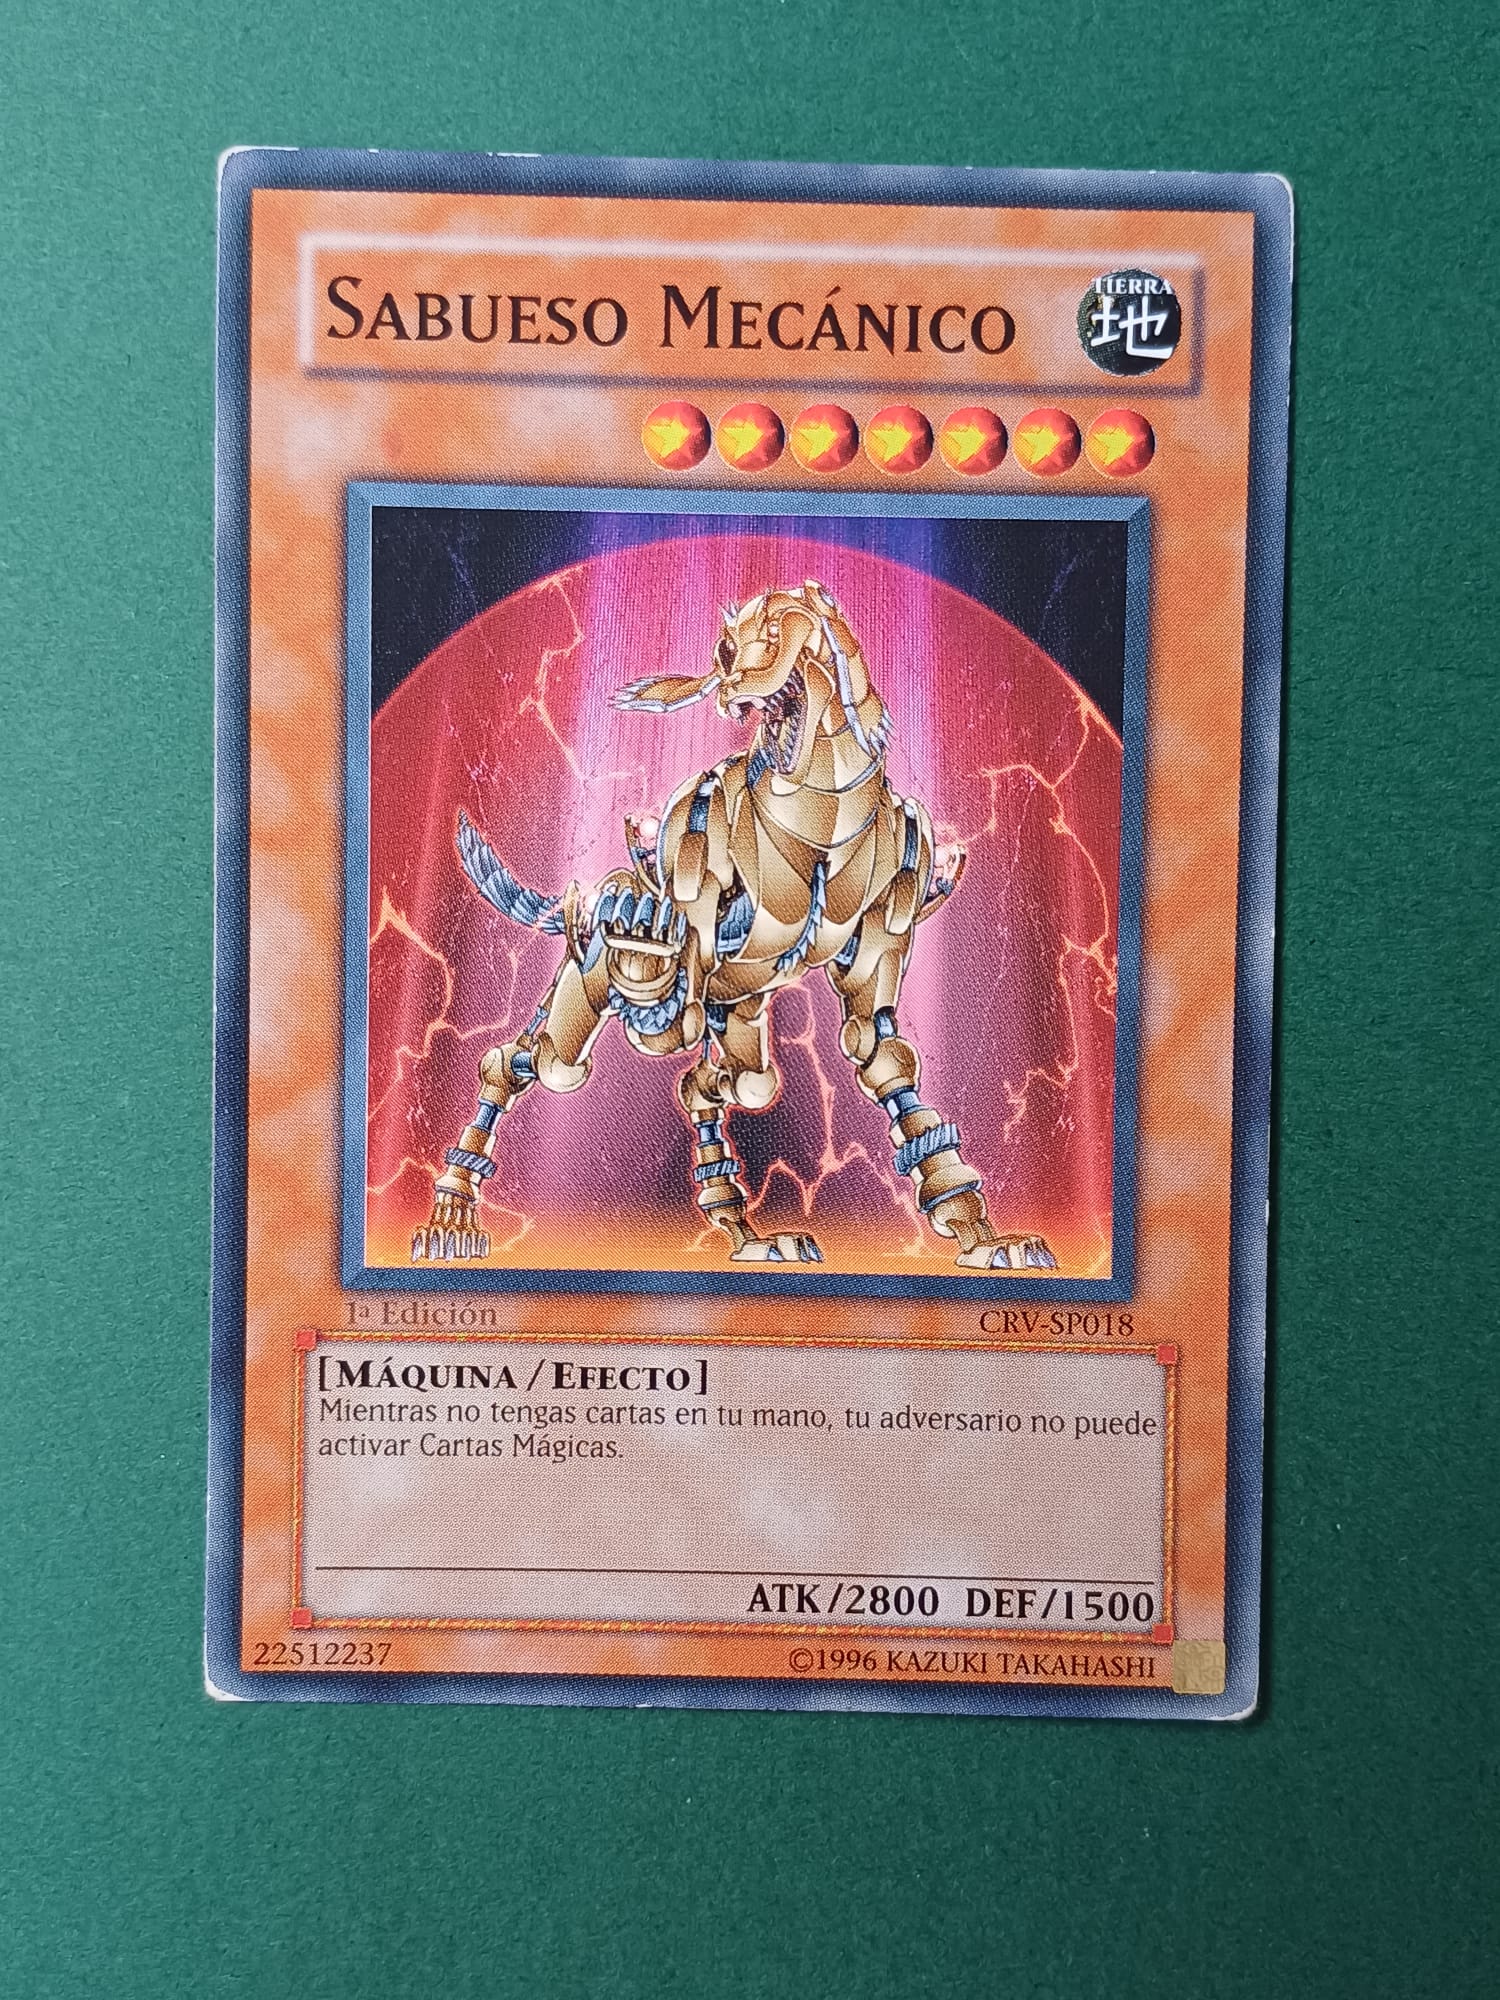 SABUESO MECÁNICO
TIERRA
地
1ª Edición
CRV-SP018
[MÁQUINA/EFECTO]
Mientras no tengas cartas en tu mano, tu adversario no puede
activar Cartas Mágicas.
ATK/2800 DEF/1500
22512237
©1996 KAZUKI TAKAHASHI